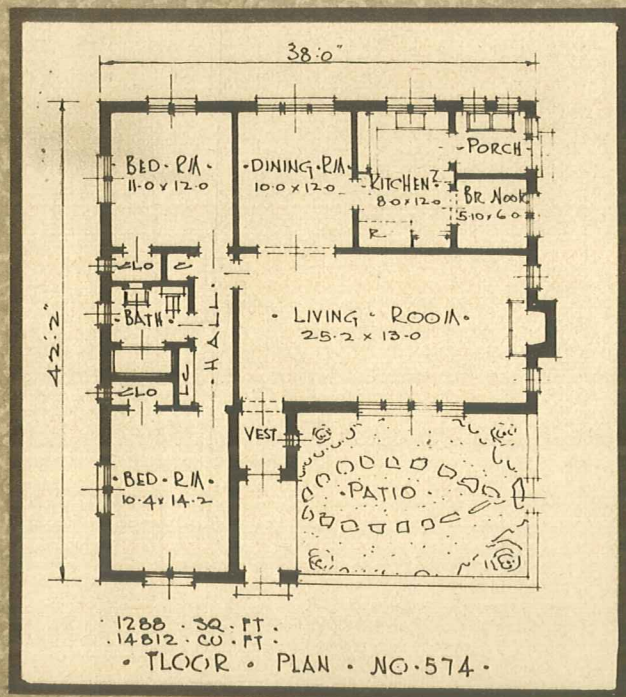 38'-0"
BED·RM·
11-0 x 12-0
·DINING·RM·
10-0 x 12-0
KITCHEN·
8-0 x 12-0
·PORCH·
BR. NOOK
5-10 x 6-0
R
CLO
C
·BATH·
·HALL·
42'-2"
·LIVING·ROOM·
25-2 x 13-0
CLO
VEST
·BED·RM·
10-4 x 14-2
·PATIO·
·1288·SQ·FT·
·14812·CU·FT·
·FLOOR·PLAN·NO·574·